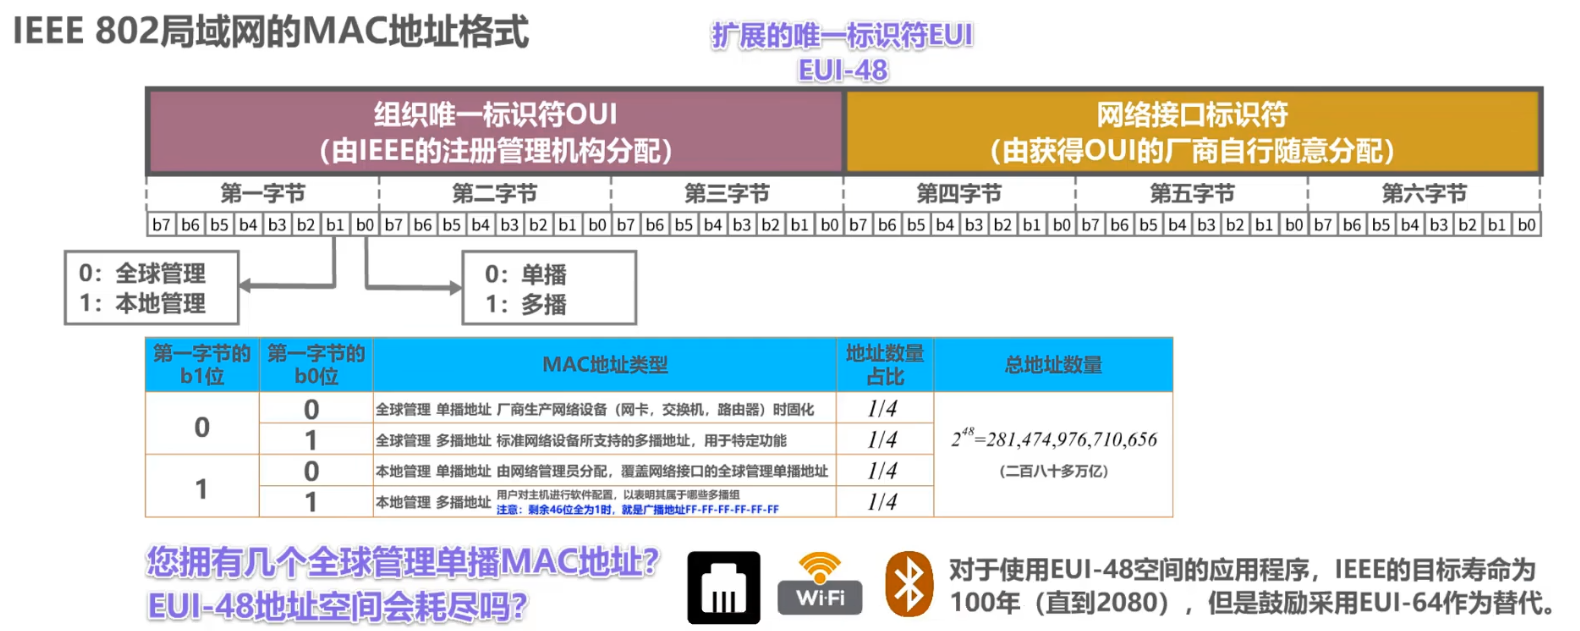 IEEE 802局域网的MAC地址格式
扩展的唯一标识符EUI
EUI-48
组织唯一标识符OUI
（由IEEE的注册管理机构分配）
网络接口标识符
（由获得OUI的厂商自行随意分配）
第一字节 第二字节 第三字节 第四字节 第五字节 第六字节
b7 b6 b5 b4 b3 b2 b1 b0 b7 b6 b5 b4 b3 b2 b1 b0 b7 b6 b5 b4 b3 b2 b1 b0 b7 b6 b5 b4 b3 b2 b1 b0 b7 b6 b5 b4 b3 b2 b1 b0 b7 b6 b5 b4 b3 b2 b1 b0
0：全球管理
1：本地管理
0：单播
1：多播
第一字节的
b1位
第一字节的
b0位
MAC地址类型
地址数量
占比
总地址数量
0
0 全球管理 单播地址 厂商生产网络设备（网卡，交换机，路由器）时固化 1/4
1 全球管理 多播地址 标准网络设备所支持的多播地址，用于特定功能 1/4
1
0 本地管理 单播地址 由网络管理员分配，覆盖网络接口的全球管理单播地址 1/4
1 本地管理 多播地址 用户对主机进行软件配置，以表明其属于哪些多播组 1/4
注意：剩余46位全为1时，就是广播地址FF-FF-FF-FF-FF-FF
2⁴⁸=281,474,976,710,656
（二百八十多万亿）
您拥有几个全球管理单播MAC地址？
EUI-48地址空间会耗尽吗？
Wi-Fi
对于使用EUI-48空间的应用程序，IEEE的目标寿命为
100年（直到2080），但是鼓励采用EUI-64作为替代。